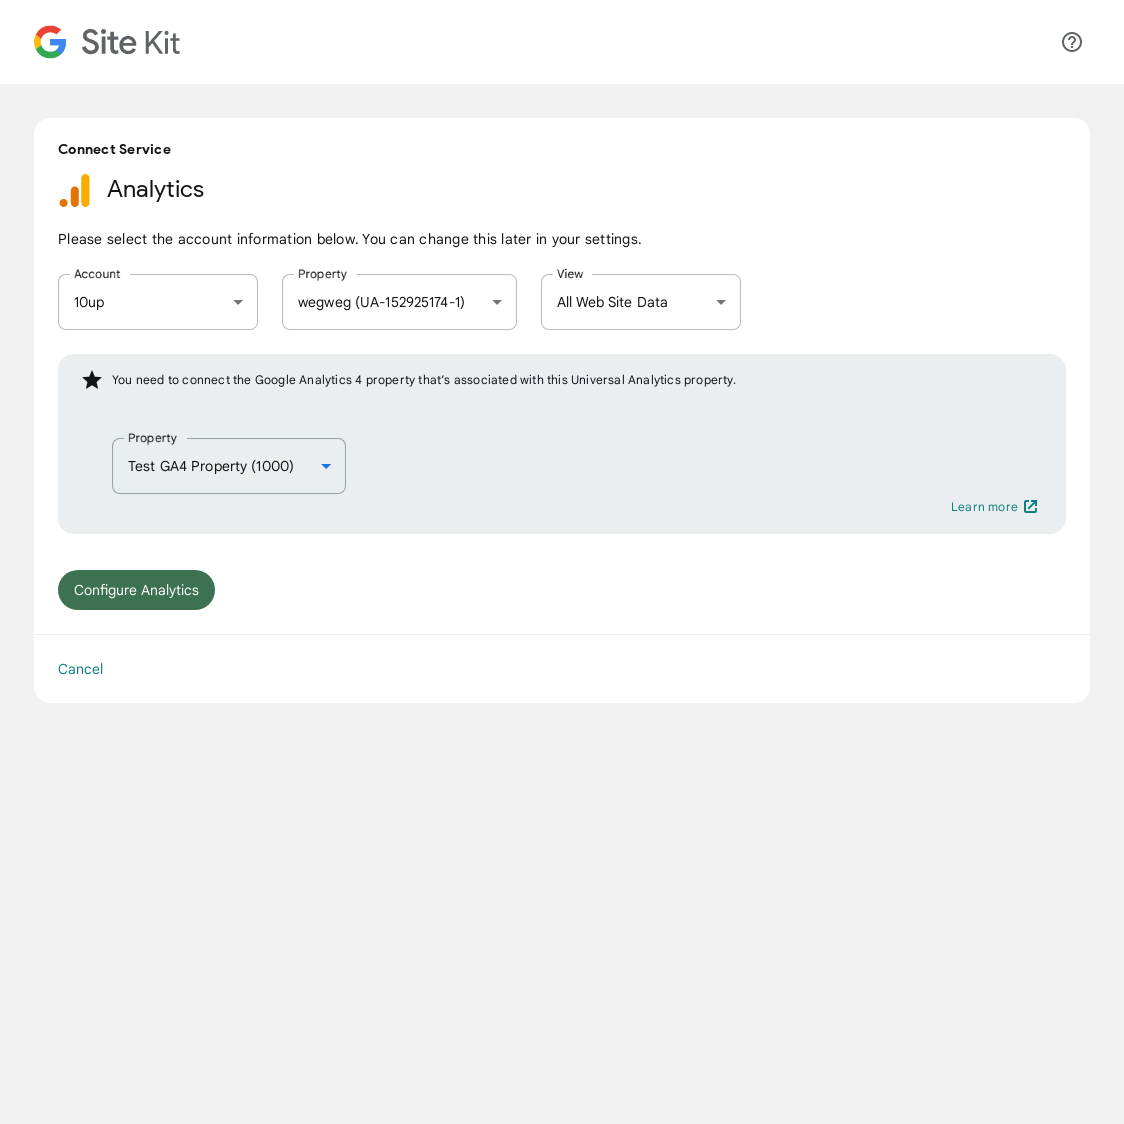 Site Kit
Connect Service
Analytics
Please select the account information below. You can change this later in your settings.
Account
10up
Property
wegweg (UA-152925174-1)
View
All Web Site Data
You need to connect the Google Analytics 4 property that’s associated with this Universal Analytics property.
Property
Test GA4 Property (1000)
Learn more
Configure Analytics
Cancel